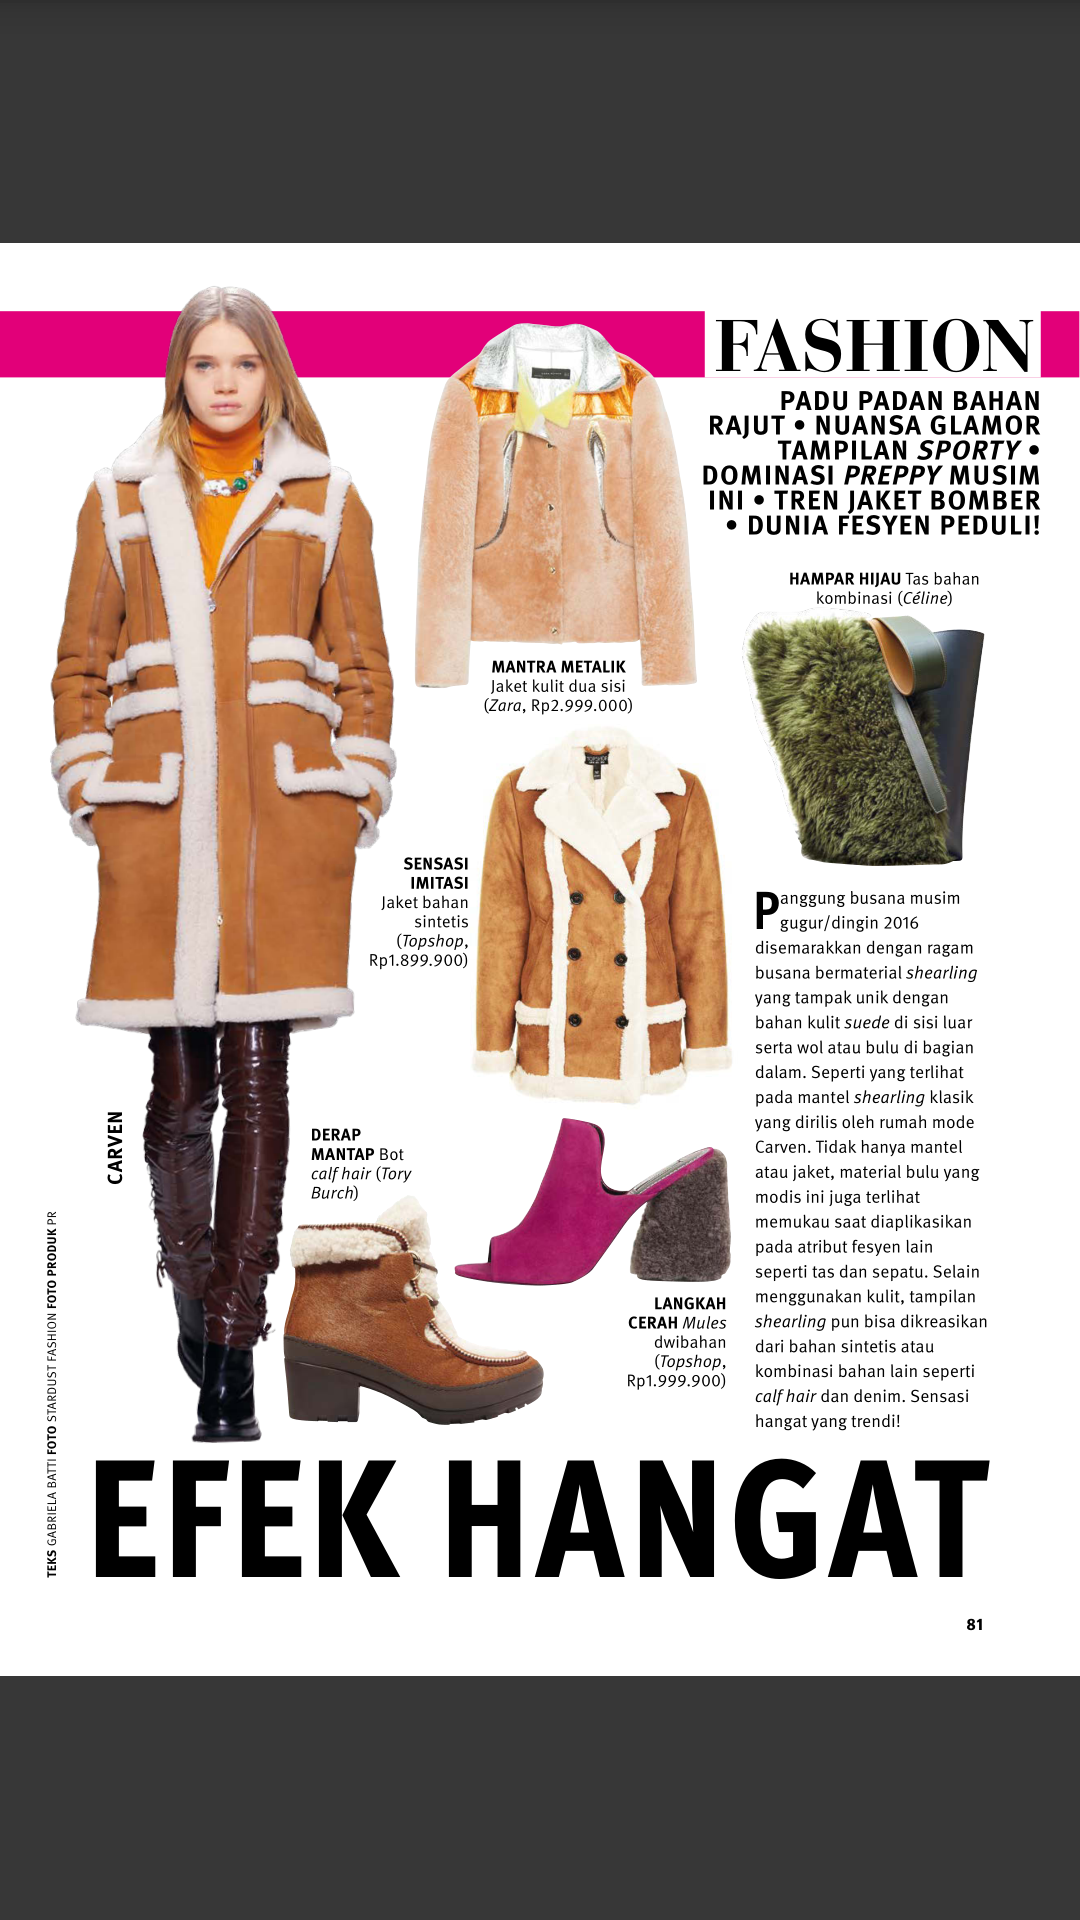 FASHION
PADU PADAN BAHAN
RAJUT • NUANSA GLAMOR
TAMPILAN SPORTY •
DOMINASI PREPPY MUSIM
INI • TREN JAKET BOMBER
• DUNIA FESYEN PEDULI!
HAMPAR HIJAU Tas bahan
kombinasi (Céline)
MANTRA METALIK
Jaket kulit dua sisi
(Zara, Rp2.999.000)
SENSASI
IMITASI
Jaket bahan
sintetis
(Topshop,
Rp1.899.900)
CARVEN
DERAP
MANTAP Bot
calf hair (Tory
Burch)
LANGKAH
CERAH Mules
dwibahan
(Topshop,
Rp1.999.900)
Panggung busana musim
gugur/dingin 2016
disemarakkan dengan ragam
busana bermaterial shearling
yang tampak unik dengan
bahan kulit suede di sisi luar
serta wol atau bulu di bagian
dalam. Seperti yang terlihat
pada mantel shearling klasik
yang dirilis oleh rumah mode
Carven. Tidak hanya mantel
atau jaket, material bulu yang
modis ini juga terlihat
memukau saat diaplikasikan
pada atribut fesyen lain
seperti tas dan sepatu. Selain
menggunakan kulit, tampilan
shearling pun bisa dikreasikan
dari bahan sintetis atau
kombinasi bahan lain seperti
calf hair dan denim. Sensasi
hangat yang trendi!
TEKS GABRIELA BATTI FOTO STARDUST FASHION FOTO PRODUK PR
EFEK HANGAT
81